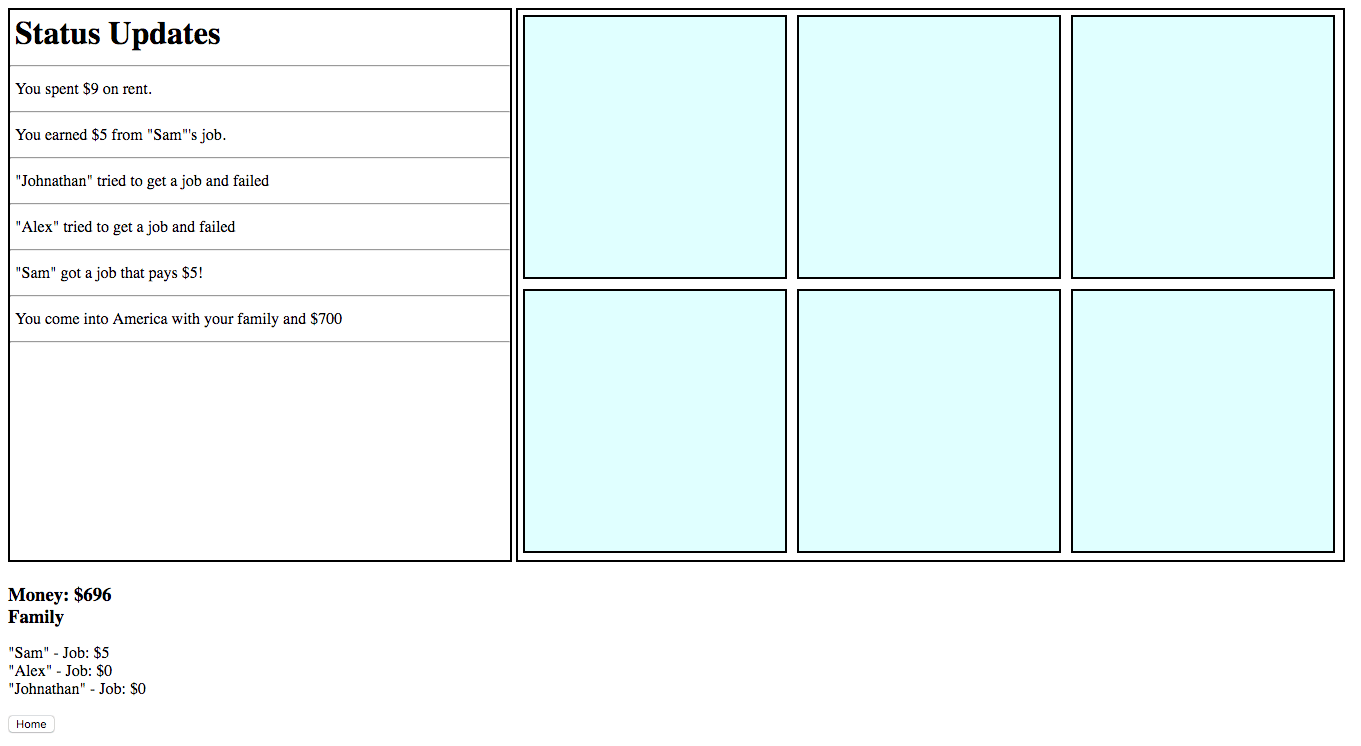 Status Updates
You spent $9 on rent.
You earned $5 from "Sam"'s job.
"Johnathan" tried to get a job and failed
"Alex" tried to get a job and failed
"Sam" got a job that pays $5!
You come into America with your family and $700
Money: $696
Family
"Sam" - Job: $5
"Alex" - Job: $0
"Johnathan" - Job: $0
Home